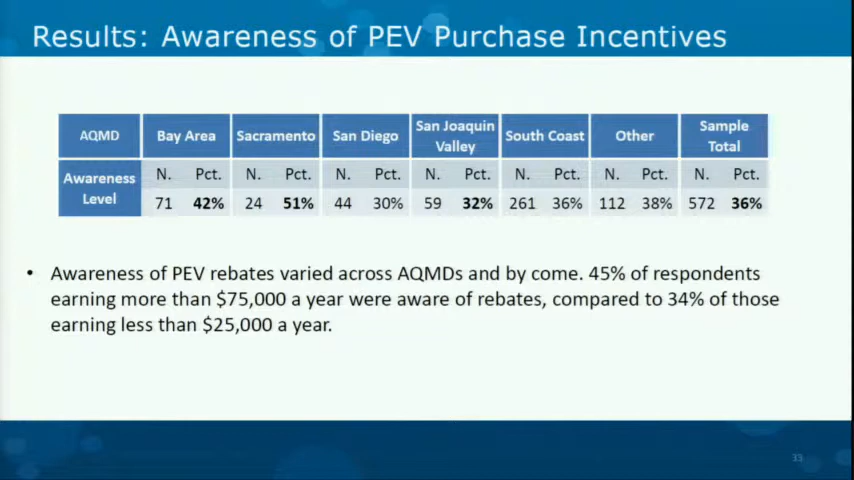 Results: Awareness of PEV Purchase Incentives
AQMD Bay Area Sacramento San Diego San Joaquin Valley South Coast Other Sample Total
Awareness Level N. Pct. N. Pct. N. Pct. N. Pct. N. Pct. N. Pct. N. Pct.
71 42% 24 51% 44 30% 59 32% 261 36% 112 38% 572 36%
• Awareness of PEV rebates varied across AQMDs and by come. 45% of respondents
earning more than $75,000 a year were aware of rebates, compared to 34% of those
earning less than $25,000 a year.
33